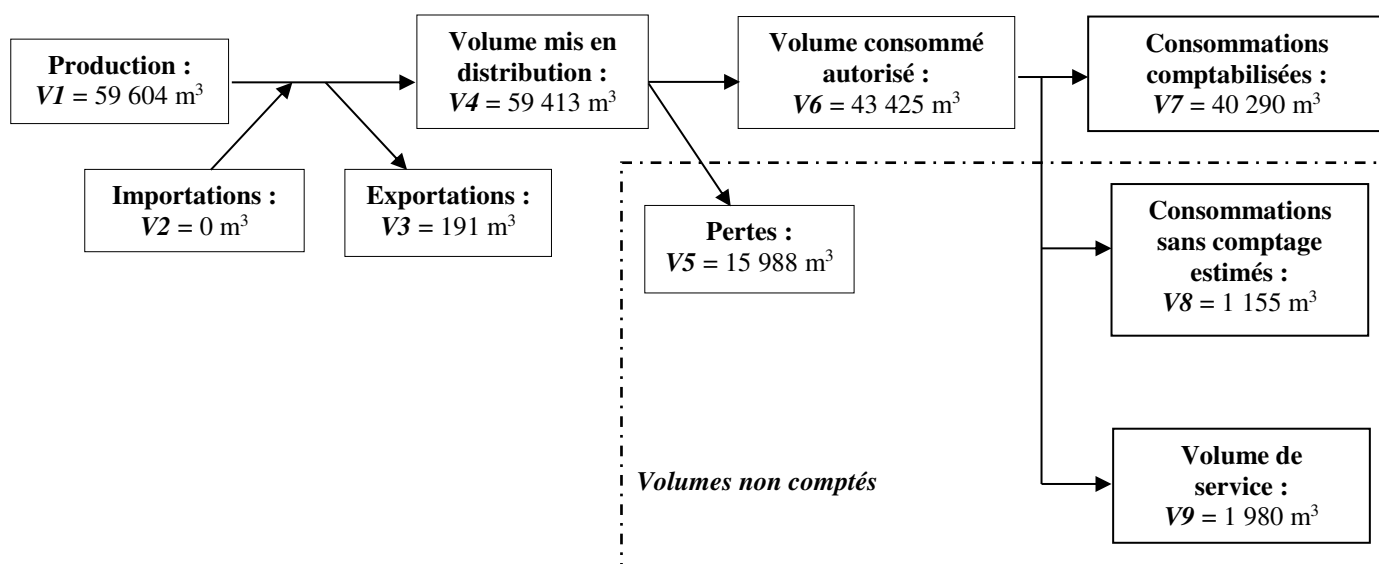 Production :
V1 = 59 604 m³
Volume mis en
distribution :
V4 = 59 413 m³
Volume consommé
autorisé :
V6 = 43 425 m³
Consommations
comptabilisées :
V7 = 40 290 m³
Importations :
V2 = 0 m³
Exportations :
V3 = 191 m³
Pertes :
V5 = 15 988 m³
Consommations
sans comptage
estimés :
V8 = 1 155 m³
Volumes non comptés
Volume de
service :
V9 = 1 980 m³